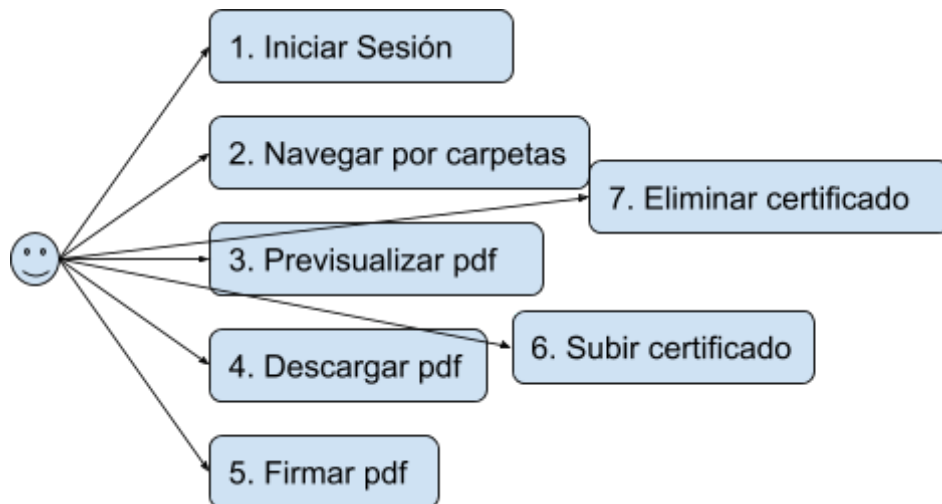 1. Iniciar Sesión
2. Navegar por carpetas
7. Eliminar certificado
3. Previsualizar pdf
6. Subir certificado
4. Descargar pdf
5. Firmar pdf